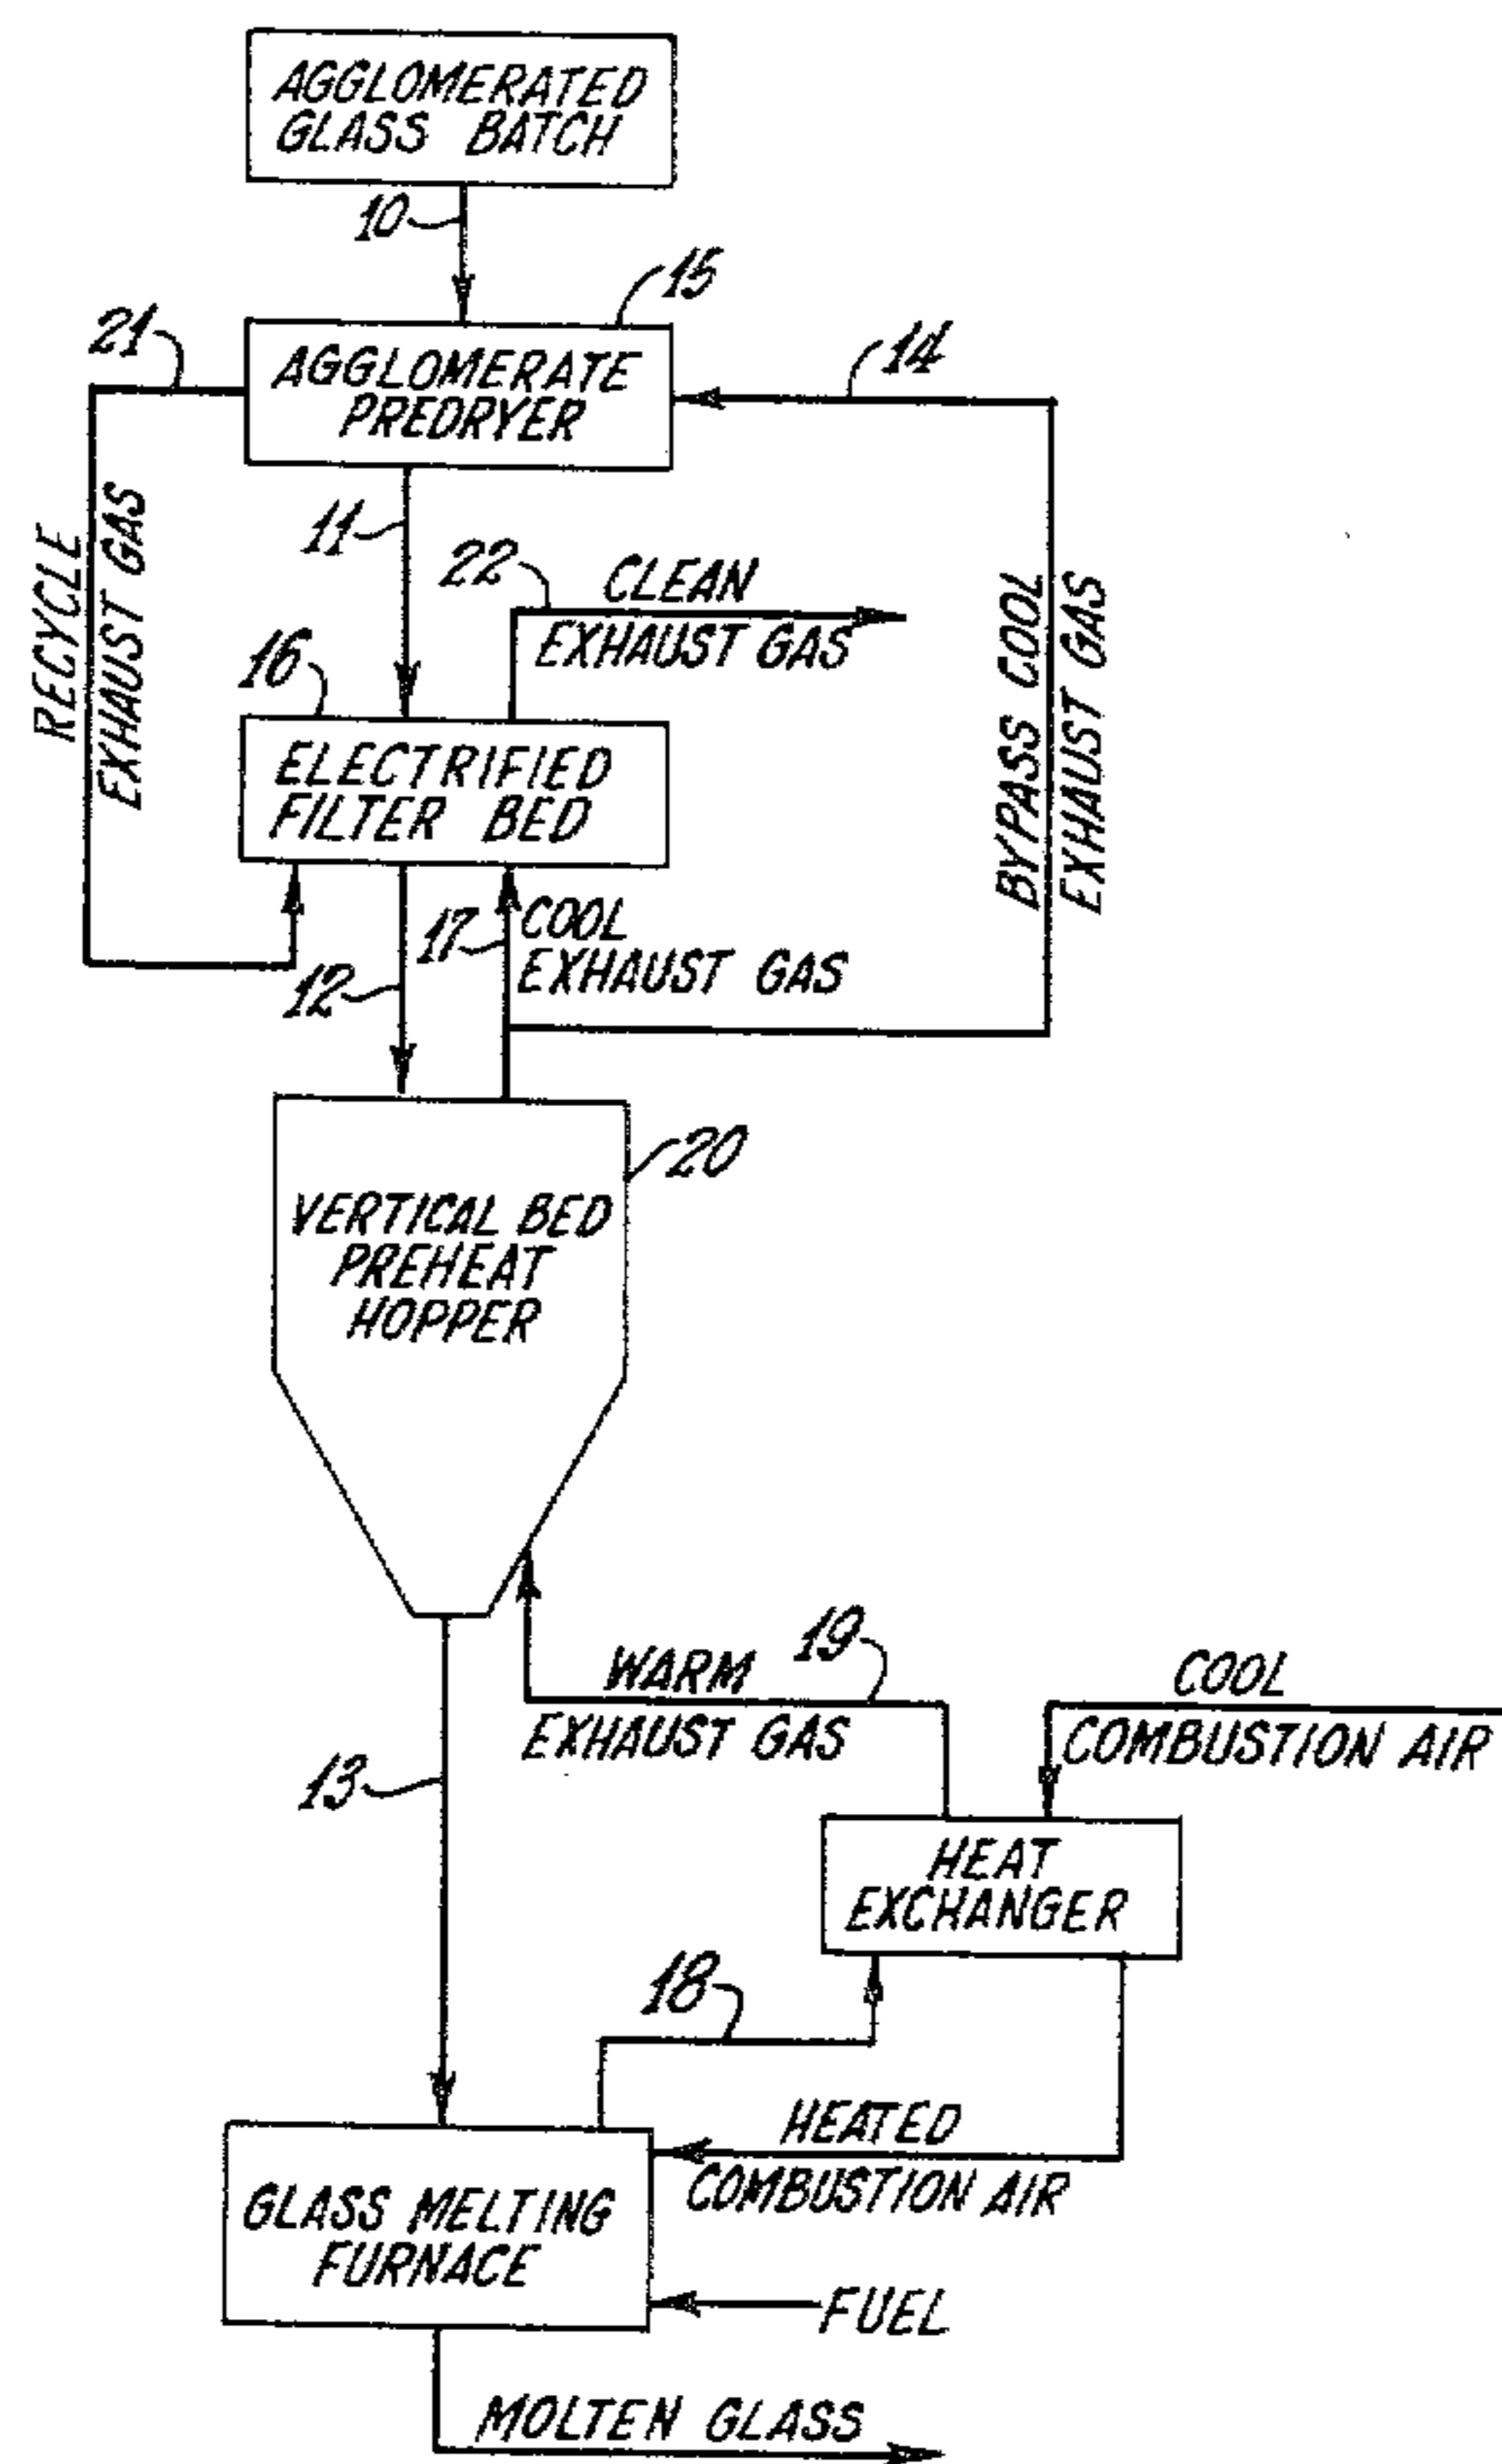 AGGLOMERATED
GLASS BATCH
10
15
21
14
AGGLOMERATE
PREDRYER
11
22
CLEAN
EXHAUST GAS
RECYCLE
EXHAUST GAS
BYPASS COOL
EXHAUST GAS
16
ELECTRIFIED
FILTER BED
17
COOL
EXHAUST GAS
12
20
VERTICAL BED
PREHEAT
HOPPER
19
WARM
EXHAUST GAS
COOL
COMBUSTION AIR
13
HEAT
EXCHANGER
18
HEATED
COMBUSTION AIR
GLASS MELTING
FURNACE
FUEL
MOLTEN GLASS